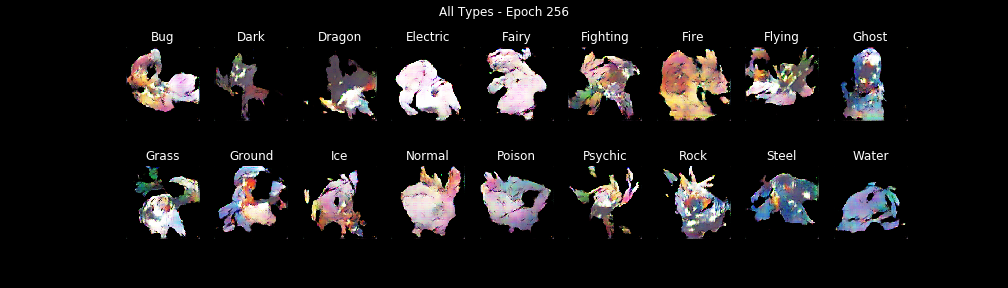 All Types - Epoch 256
Bug Dark Dragon Electric Fairy Fighting Fire Flying Ghost
Grass Ground Ice Normal Poison Psychic Rock Steel Water